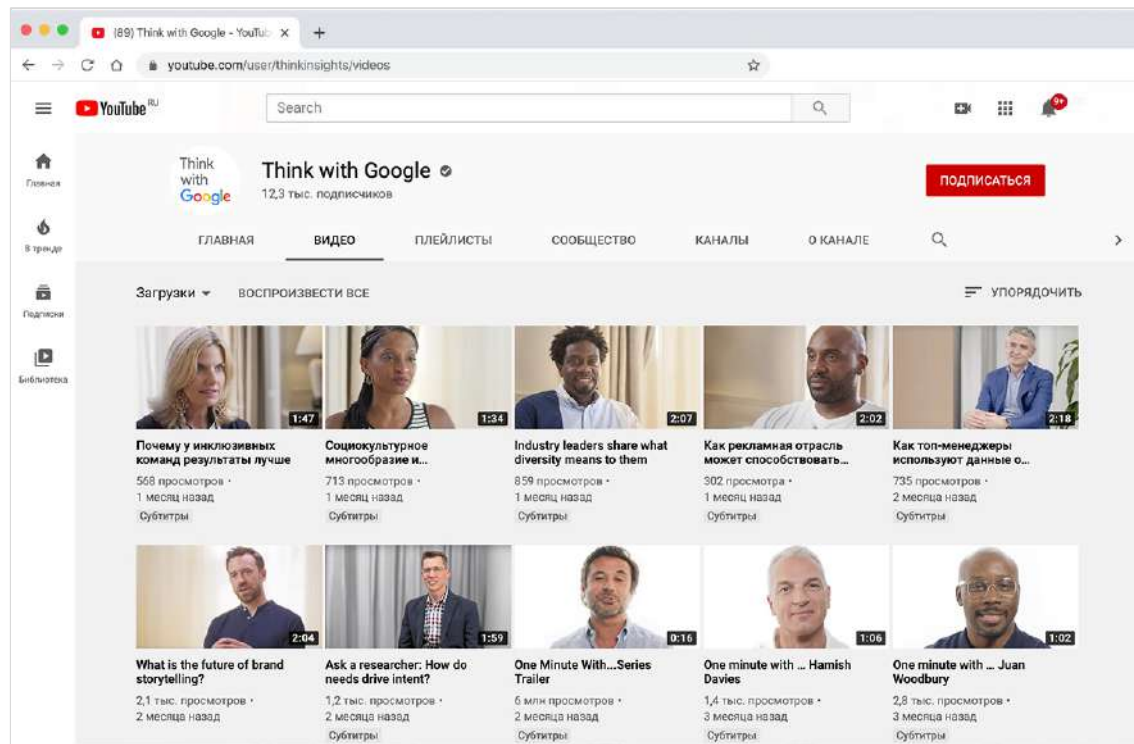 (89) Think with Google - YouTub
youtube.com/user/thinkinsights/videos
YouTube RU
Search
9+
Главная
В тренде
Подписки
Библиотека
Think
with
Google
Think with Google
12,3 тыс. подписчиков
ПОДПИСАТЬСЯ
ГЛАВНАЯ ВИДЕО ПЛЕЙЛИСТЫ СООБЩЕСТВО КАНАЛЫ О КАНАЛЕ
Загрузки ВОСПРОИЗВЕСТИ ВСЕ УПОРЯДОЧИТЬ
1:47
Почему у инклюзивных
команд результаты лучше
568 просмотров •
1 месяц назад
Субтитры
1:34
Социокультурное
многообразие и...
713 просмотров •
1 месяц назад
Субтитры
2:07
Industry leaders share what
diversity means to them
859 просмотров •
1 месяц назад
Субтитры
2:02
Как рекламная отрасль
может способствовать...
302 просмотра •
1 месяц назад
Субтитры
2:18
Как топ-менеджеры
используют данные о...
735 просмотров •
2 месяца назад
Субтитры
2:04
What is the future of brand
storytelling?
2,1 тыс. просмотров •
2 месяца назад
1:59
Ask a researcher: How do
needs drive intent?
1,2 тыс. просмотров •
2 месяца назад
Субтитры
0:16
One Minute With...Series
Trailer
6 млн просмотров •
2 месяца назад
Субтитры
1:06
One minute with ... Hamish
Davies
1,4 тыс. просмотров •
3 месяца назад
Субтитры
1:02
One minute with ... Juan
Woodbury
2,8 тыс. просмотров •
3 месяца назад
Субтитры